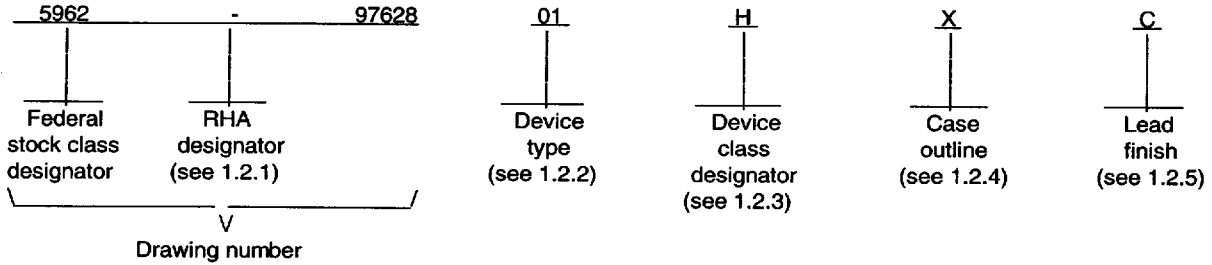 5962 - 97628 01 H X C
Federal stock class designator
RHA designator (see 1.2.1)
Device type (see 1.2.2)
Device class designator (see 1.2.3)
Case outline (see 1.2.4)
Lead finish (see 1.2.5)
\ / V
Drawing number